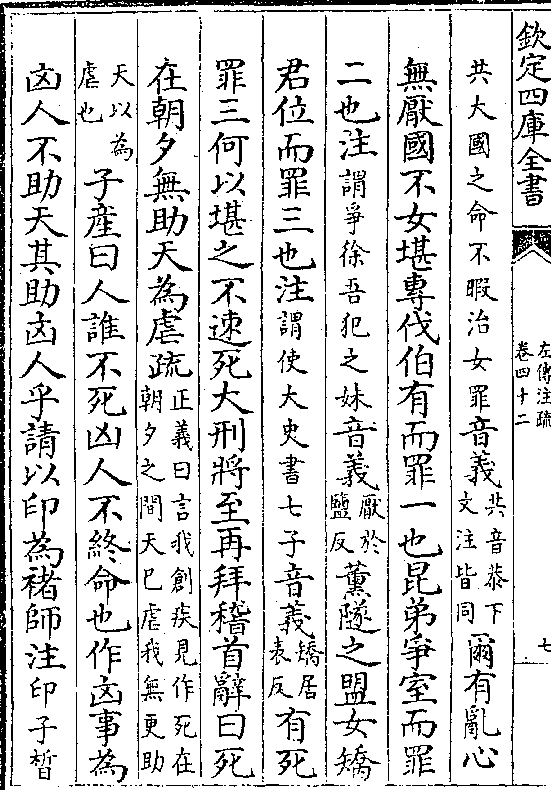 欽定四庫全書
左傳注疏
卷四十二
七
共大國之命不暇治女罪音義共音恭下文注皆同爾有亂心
無厭國不女堪專伐伯有而罪一也昆弟爭室而罪
二也注謂爭徐吾犯之妹音義厭於鹽反薰隧之盟女矯
君位而罪三也注謂使大史書七子音義矯居表反有死
罪三何以堪之不速死大刑將至再拜稽首辭曰死
在朝夕無助天為虐疏正義曰言我創疾見作死在朝夕之間天已虐我無更助
天以為虐也子產曰人誰不死凶人不終命也作凶事為
凶人不助天其助凶人乎請以印為褚師注印子晳